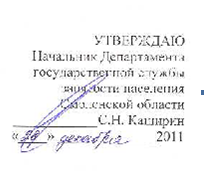 УТВЕРЖДАЮ
Начальник Департамента
государственной службы
занятости населения
Смоленской области
С.Н. Каширин
« » декабря 2011